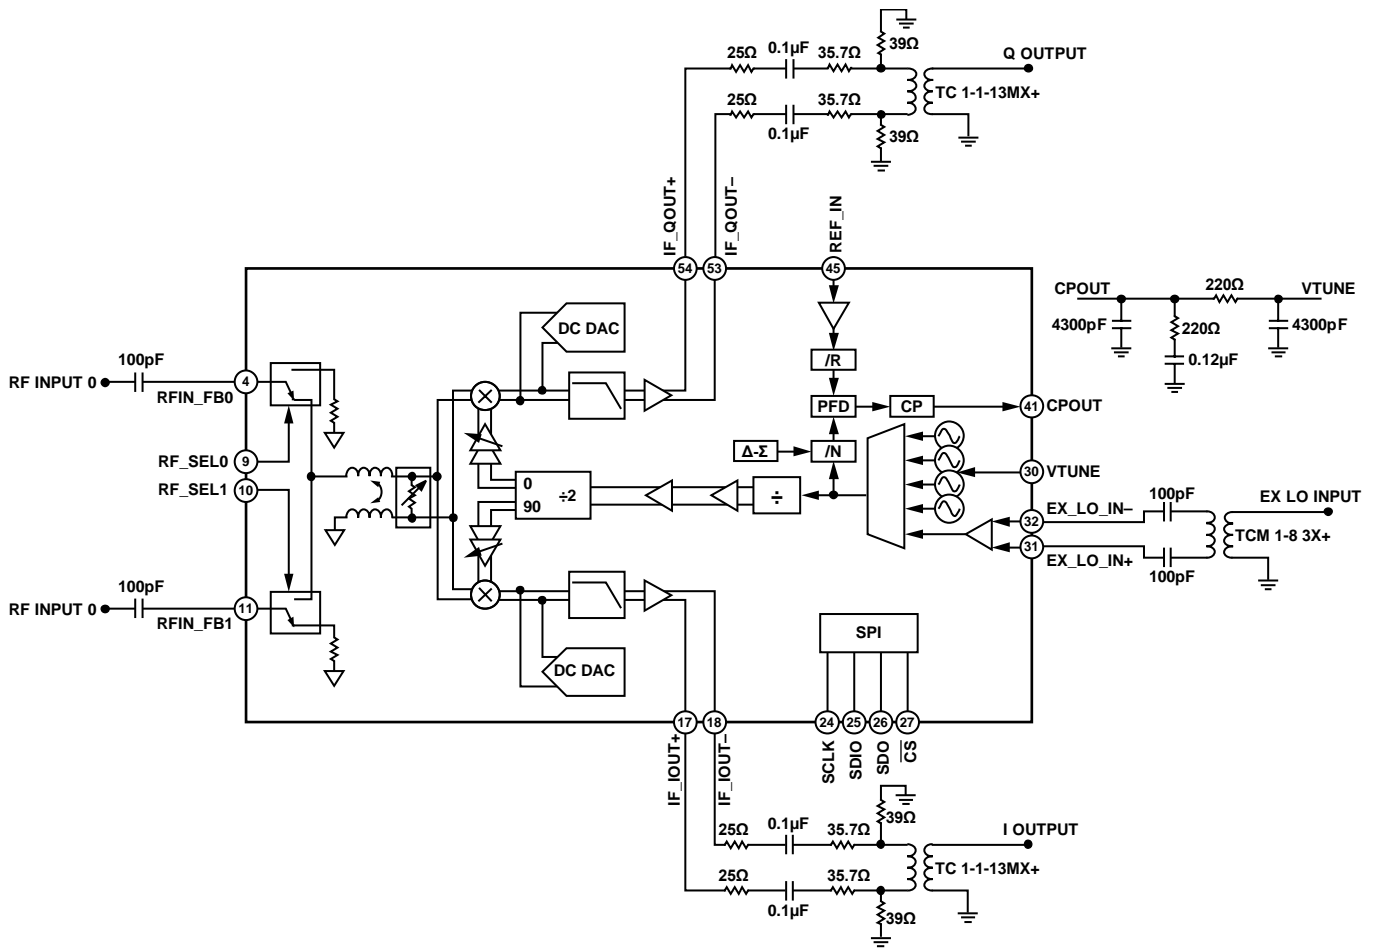 0.1µF
39Ω
25Ω
35.7Ω
Q OUTPUT
TC 1-1-13MX+
25Ω
35.7Ω
0.1µF
39Ω
IF_QOUT+
IF_QOUT–
REF_IN
54
53
45
CPOUT
220Ω
VTUNE
4300pF
220Ω
4300pF
0.12µF
DC DAC
/R
100pF
RF INPUT 0
4
RFIN_FB0
PFD
CP
41
CPOUT
Δ-Σ
/N
RF_SEL0
9
30
VTUNE
RF_SEL1
10
0
90
÷2
÷
100pF
EX LO INPUT
EX_LO_IN–
32
31
EX_LO_IN+
TCM 1-8 3X+
100pF
100pF
RF INPUT 0
11
RFIN_FB1
SPI
DC DAC
17
18
24
25
26
27
IF_IOUT+
IF_IOUT–
SCLK
SDIO
SDO
CS
0.1µF
39Ω
25Ω
35.7Ω
I OUTPUT
TC 1-1-13MX+
25Ω
35.7Ω
0.1µF
39Ω